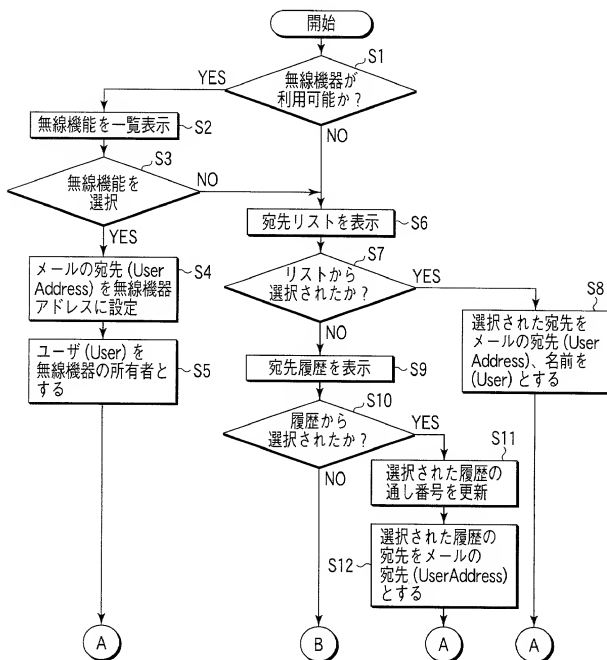 開始
S1
無線機器が
利用可能か？
YES
NO
無線機能を一覧表示
S2
S3
無線機能を
選択
NO
YES
宛先リストを表示
S6
S7
リストから
選択されたか？
YES
NO
メールの宛先 (User
Address) を無線機器
アドレスに設定
S4
S8
選択された宛先を
メールの宛先 (User
Address)、名前を
(User) とする
ユーザ (User) を
無線機器の所有者と
する
S5
宛先履歴を表示
S9
S10
履歴から
選択されたか？
YES
NO
S11
選択された履歴の
通し番号を更新
選択された履歴の
宛先をメールの
宛先 (UserAddress)
とする
S12
A
B
A
A